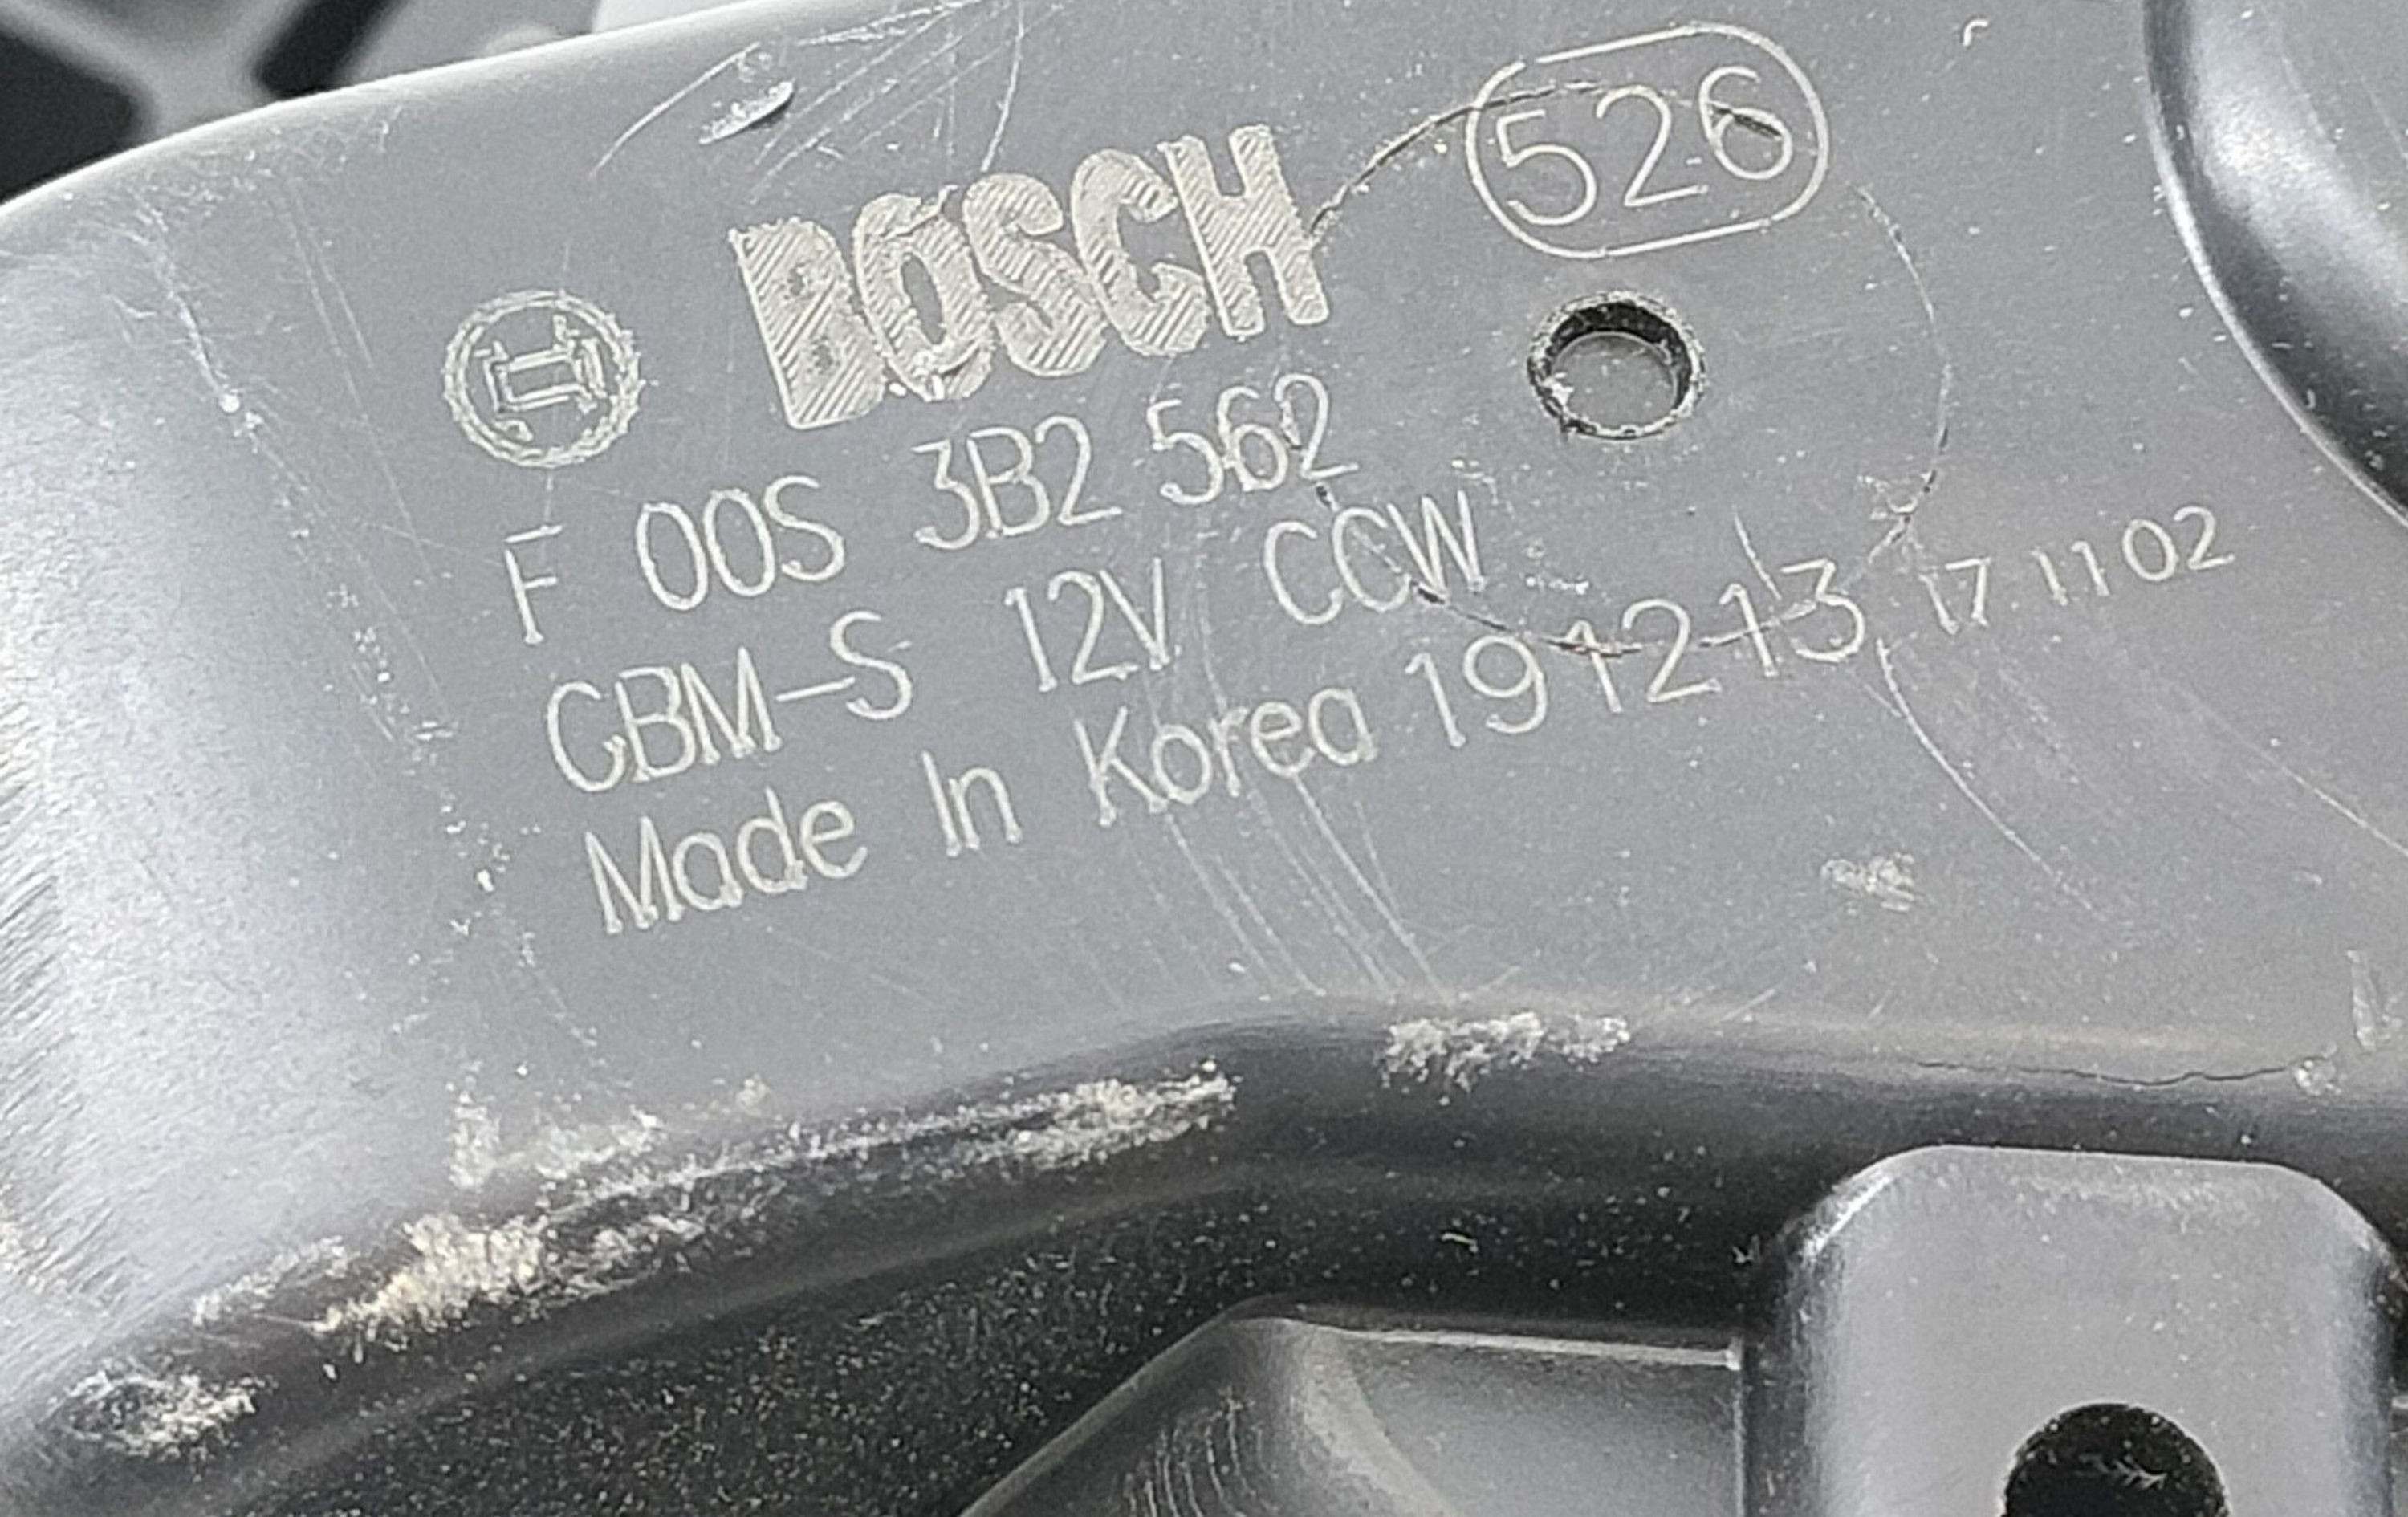 526
BOSCH
F 00S 3B2 562
GBM-S 12V CCW
Made In Korea 191213 17 11 02